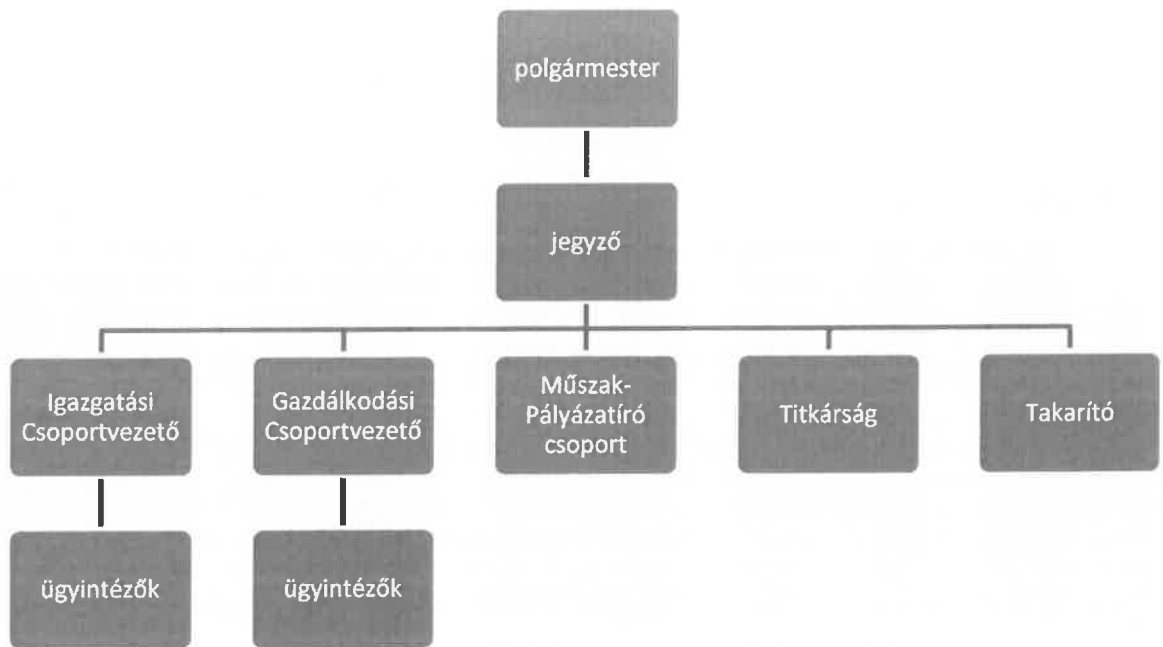 polgármester
jegyző
Igazgatási
Csoportvezető
Gazdálkodási
Csoportvezető
Műszak-
Pályázatíró
csoport
Titkárság
Takarító
ügyintézők
ügyintézők